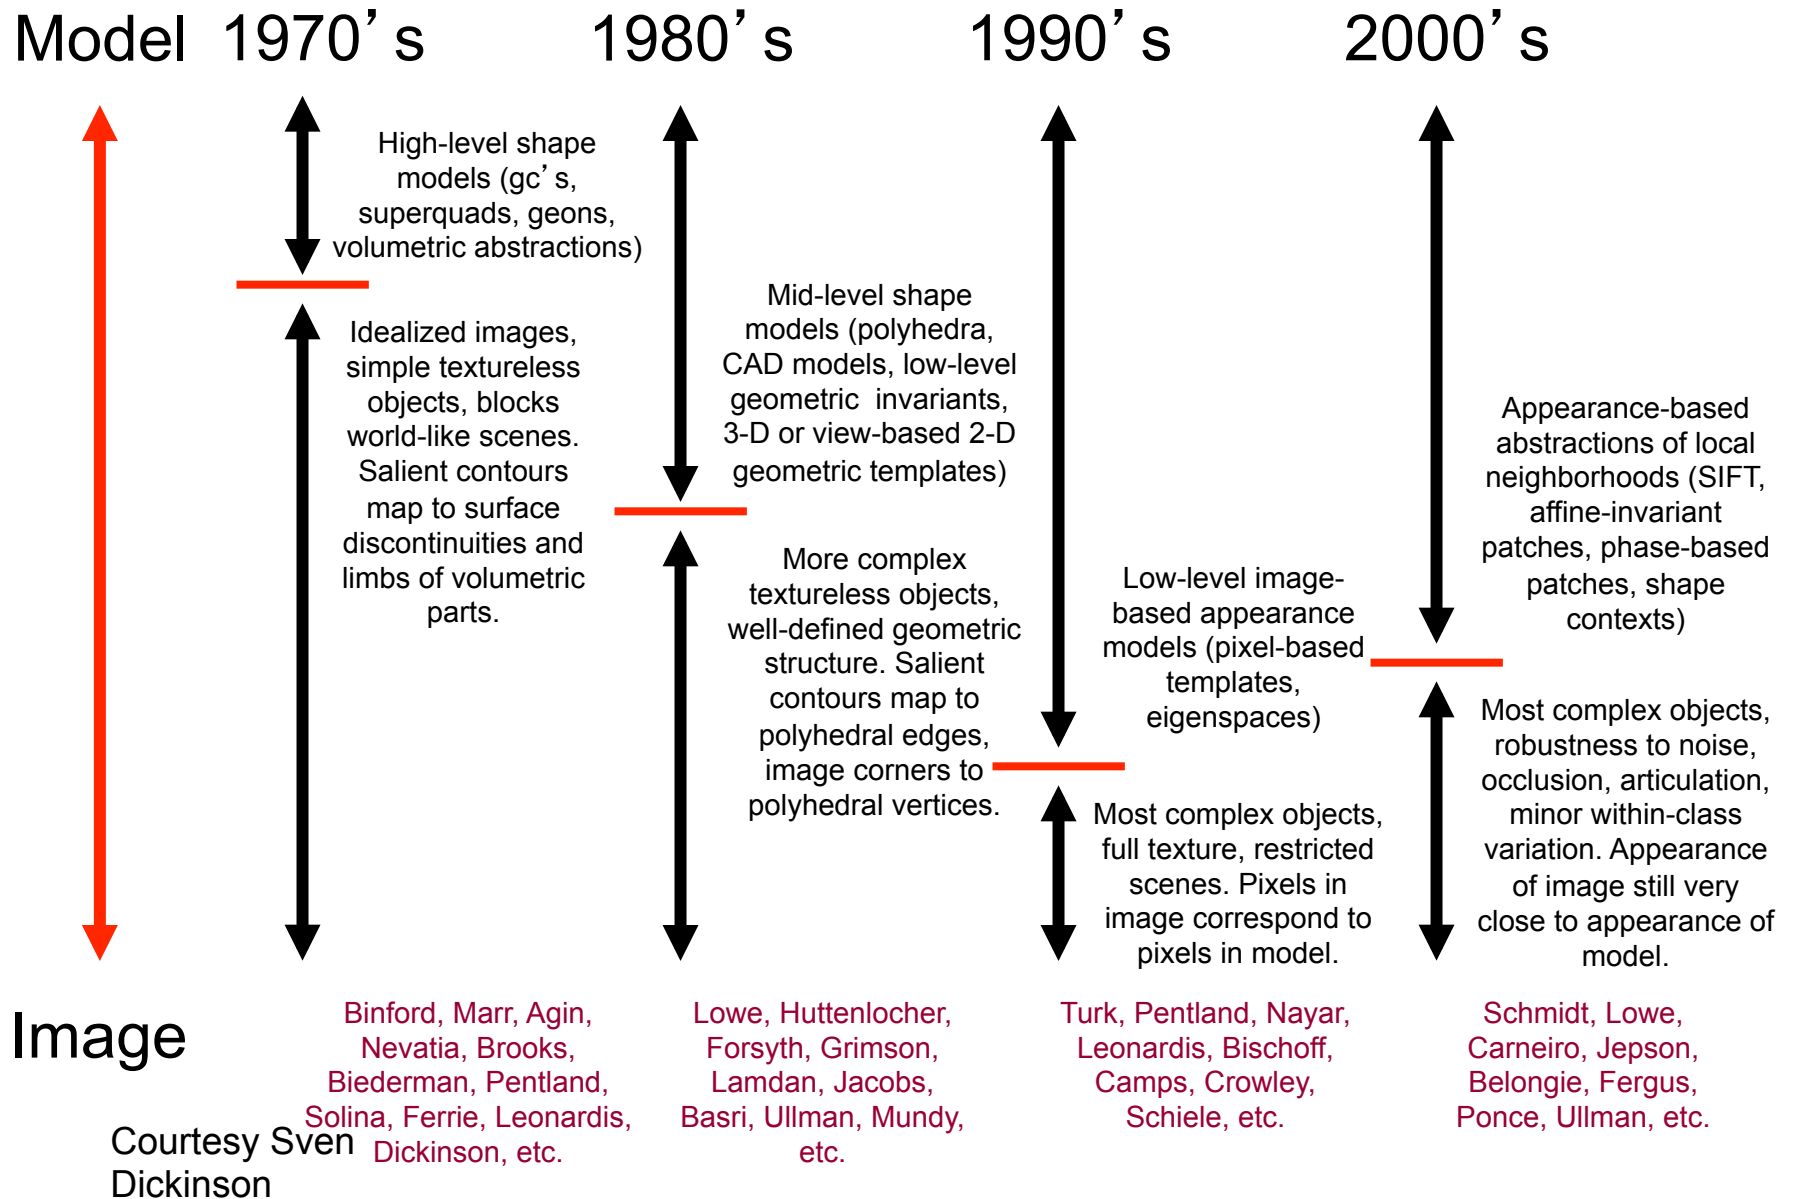 Model
1970’s
1980’s
1990’s
2000’s
High-level shape
models (gc’s,
superquads, geons,
volumetric abstractions)
Idealized images,
simple textureless
objects, blocks
world-like scenes.
Salient contours
map to surface
discontinuities and
limbs of volumetric
parts.
Mid-level shape
models (polyhedra,
CAD models, low-level
geometric invariants,
3-D or view-based 2-D
geometric templates)
More complex
textureless objects,
well-defined geometric
structure. Salient
contours map to
polyhedral edges,
image corners to
polyhedral vertices.
Low-level image-
based appearance
models (pixel-based
templates,
eigenspaces)
Most complex objects,
full texture, restricted
scenes. Pixels in
image correspond to
pixels in model.
Appearance-based
abstractions of local
neighborhoods (SIFT,
affine-invariant
patches, phase-based
patches, shape
contexts)
Most complex objects,
robustness to noise,
occlusion, articulation,
minor within-class
variation. Appearance
of image still very
close to appearance of
model.
Image
Binford, Marr, Agin,
Nevatia, Brooks,
Biederman, Pentland,
Solina, Ferrie, Leonardis,
Dickinson, etc.
Lowe, Huttenlocher,
Forsyth, Grimson,
Lamdan, Jacobs,
Basri, Ullman, Mundy,
etc.
Turk, Pentland, Nayar,
Leonardis, Bischoff,
Camps, Crowley,
Schiele, etc.
Schmidt, Lowe,
Carneiro, Jepson,
Belongie, Fergus,
Ponce, Ullman, etc.
Courtesy Sven
Dickinson